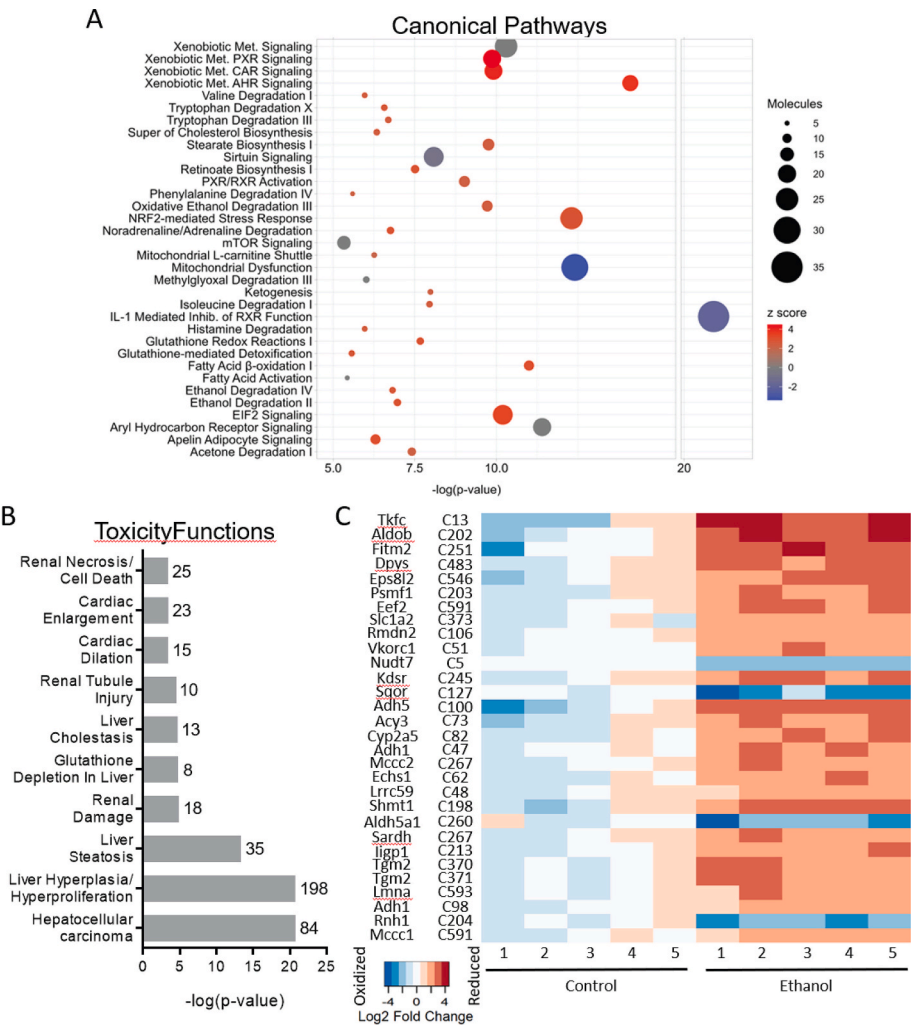 A
Canonical Pathways
Xenobiotic Met. Signaling
Xenobiotic Met. PXR Signaling
Xenobiotic Met. CAR Signaling
Xenobiotic Met. AHR Signaling
Valine Degradation I
Tryptophan Degradation X
Tryptophan Degradation III
Super of Cholesterol Biosynthesis
Stearate Biosynthesis I
Sirtuin Signaling
Retinoate Biosynthesis I
PXR/RXR Activation
Phenylalanine Degradation IV
Oxidative Ethanol Degradation III
NRF2-mediated Stress Response
Noradrenaline/Adrenaline Degradation
mTOR Signaling
Mitochondrial L-carnitine Shuttle
Mitochondrial Dysfunction
Methylglyoxal Degradation III
Ketogenesis
Isoleucine Degradation I
IL-1 Mediated Inhib. of RXR Function
Histamine Degradation
Glutathione Redox Reactions I
Glutathione-mediated Detoxification
Fatty Acid β-oxidation I
Fatty Acid Activation
Ethanol Degradation IV
Ethanol Degradation II
EIF2 Signaling
Aryl Hydrocarbon Receptor Signaling
Apelin Adipocyte Signaling
Acetone Degradation I
5.0 7.5 10.0 20
-log(p-value)
Molecules
5
10
15
20
25
30
35
z score
4
2
0
-2
B
ToxicityFunctions
Renal Necrosis/
Cell Death
25
Cardiac
Enlargement
23
Cardiac
Dilation
15
Renal Tubule
Injury
10
Liver
Cholestasis
13
Glutathione
Depletion In Liver
8
Renal
Damage
18
Liver
Steatosis
35
Liver Hyperplasia/
Hyperproliferation
198
Hepatocellular
carcinoma
84
0 5 10 15 20 25
-log(p-value)
C
Tkfc C13
Aldob C202
Fitm2 C251
Dpys C483
Eps8l2 C546
Psmf1 C203
Eef2 C591
Slc1a2 C373
Rmdn2 C106
Vkorc1 C51
Nudt7 C5
Kdsr C245
Sqor C127
Adh5 C100
Acy3 C73
Cyp2a5 C82
Adh1 C47
Mccc2 C267
Echs1 C62
Lrrc59 C48
Shmt1 C198
Aldh5a1 C260
Sardh C267
Iigp1 C213
Tgm2 C370
Tgm2 C371
Lmna C593
Adh1 C98
Rnh1 C204
Mccc1 C591
1 2 3 4 5 1 2 3 4 5
Control Ethanol
Oxidized
-4 0 4
Reduced
Log2 Fold Change